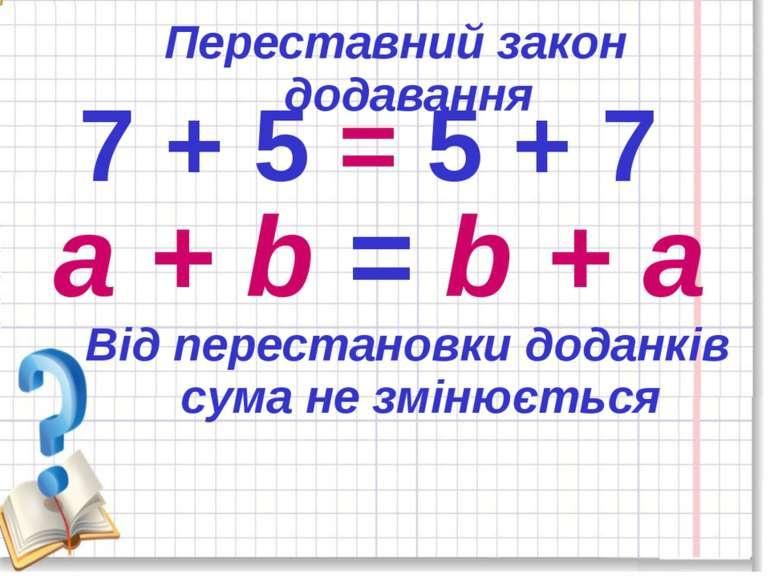 Переставний закон
додавання
7 + 5 = 5 + 7
a + b = b + a
Від перестановки доданків
сума не змінюється